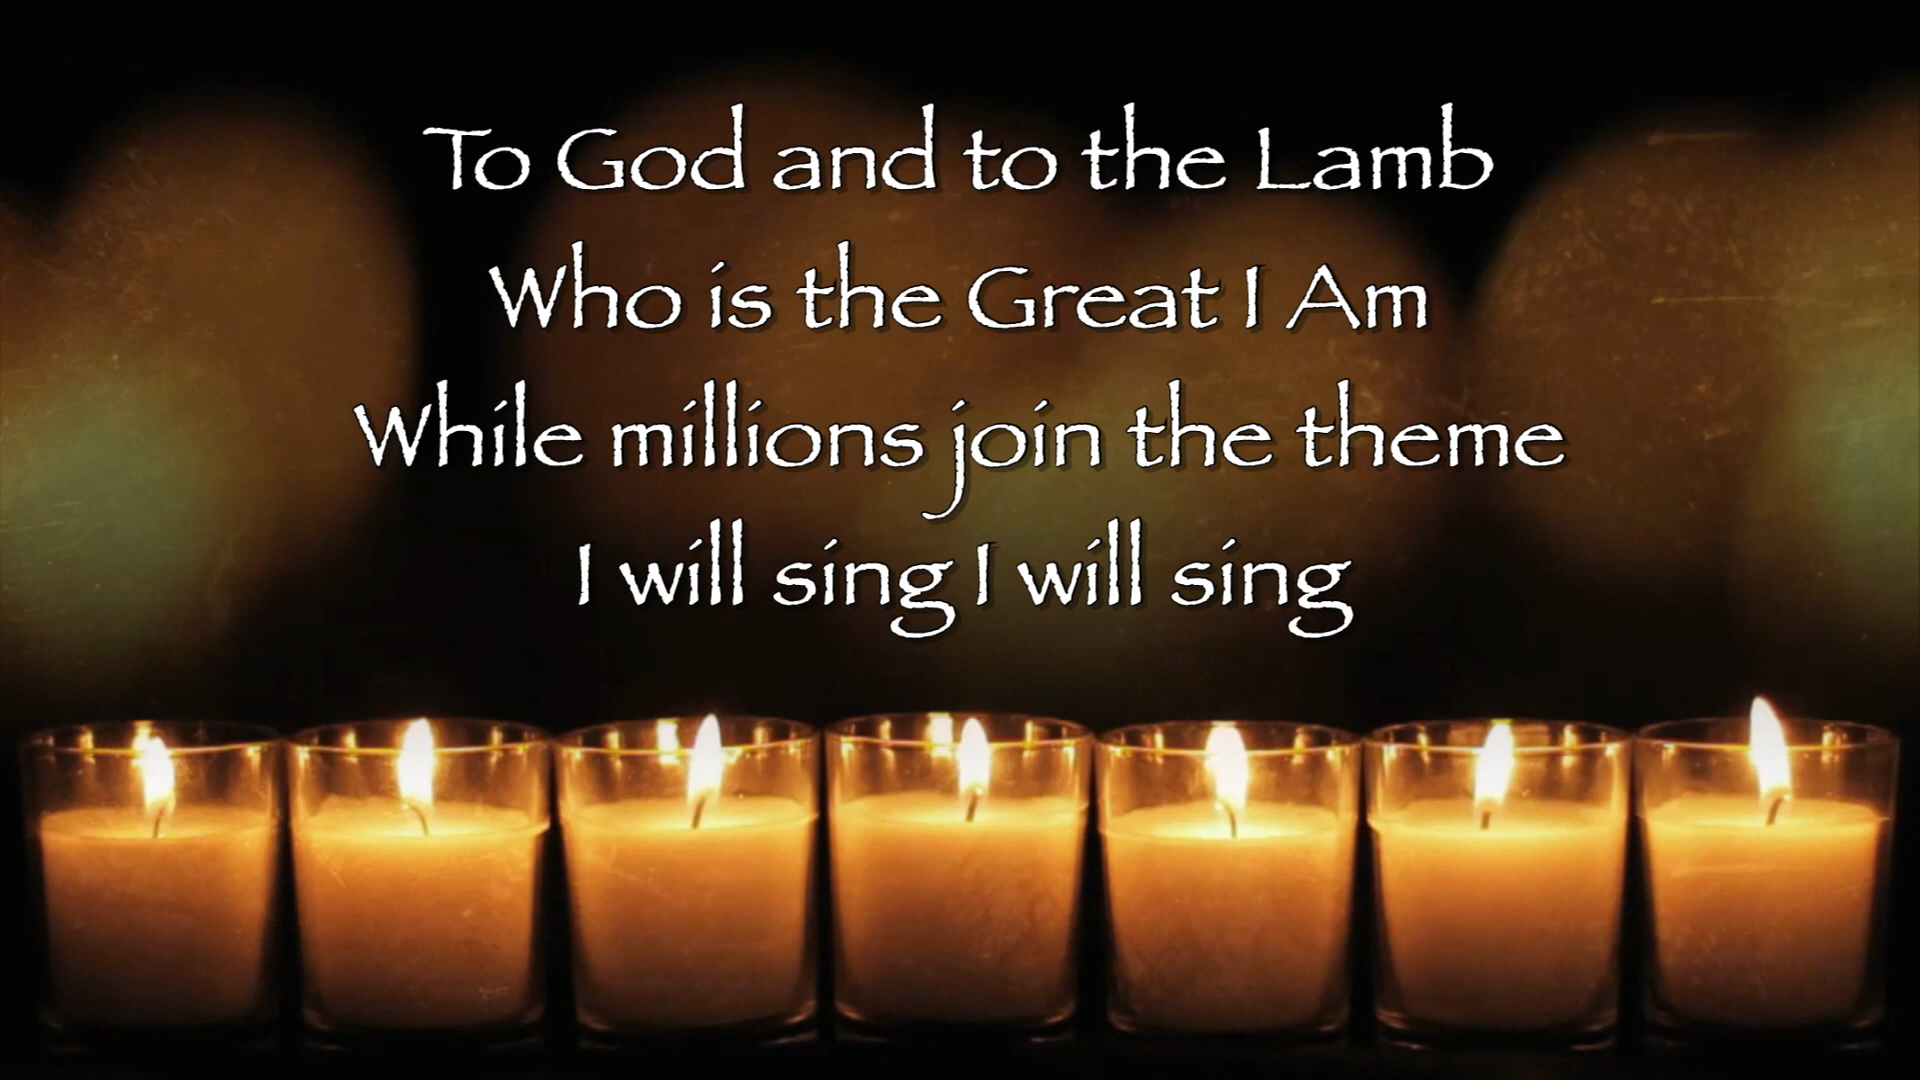 To God and to the Lamb
Who is the Great I Am
While millions join the theme
I will sing I will sing